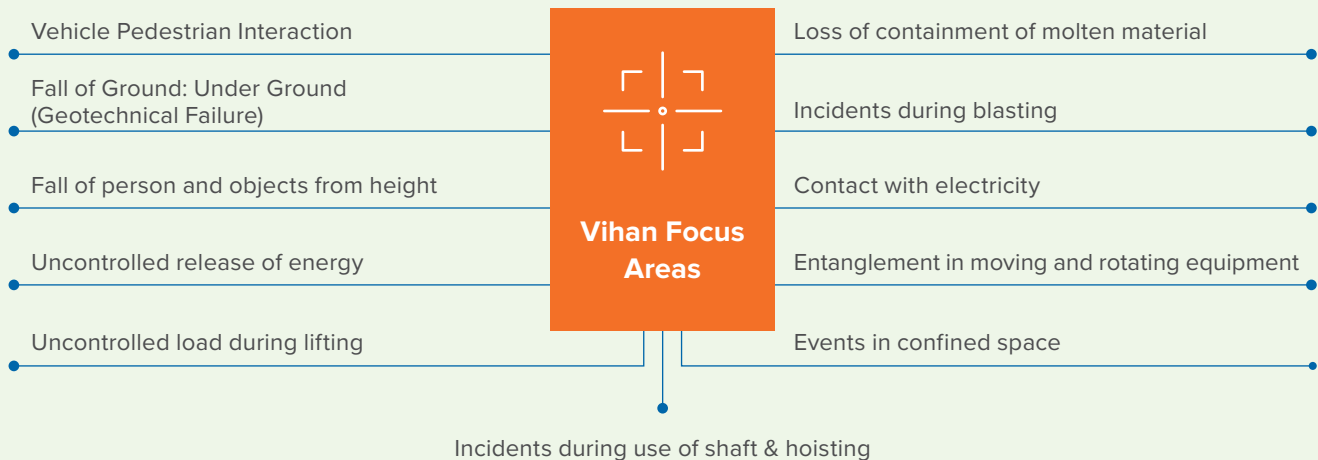 Vehicle Pedestrian Interaction
Fall of Ground: Under Ground
(Geotechnical Failure)
Fall of person and objects from height
Uncontrolled release of energy
Uncontrolled load during lifting
Vihan Focus
Areas
Loss of containment of molten material
Incidents during blasting
Contact with electricity
Entanglement in moving and rotating equipment
Events in confined space
Incidents during use of shaft & hoisting